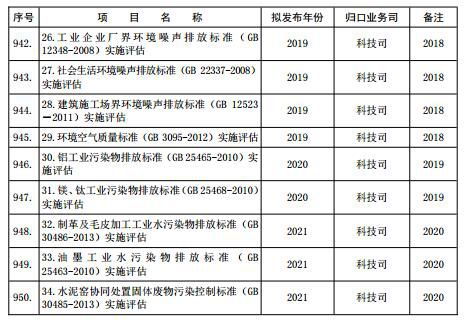 序号 项目名称 拟发布年份 归口业务司 备注
942. 26.工业企业厂界环境噪声排放标准（GB 2019 科技司 2018
12348-2008）实施评估
943. 27.社会生活环境噪声排放标准（GB 22337-2008） 2019 科技司 2018
实施评估
944. 28.建筑施工场界环境噪声排放标准（GB 12523 2019 科技司 2018
－2011）实施评估
945. 29.环境空气质量标准（GB 3095-2012）实施评估 2019 科技司 2018
946. 30.铝工业污染物排放标准（GB 25465-2010）实 2020 科技司 2019
施评估
947. 31.镁、钛工业污染物排放标准（GB 25468-2010） 2020 科技司 2019
实施评估
948. 32.制革及毛皮加工工业水污染物排放标准（GB 2021 科技司 2020
30486-2013）实施评估
949. 33.油墨工业水污染物排放标准（GB 2021 科技司 2020
25463-2010）实施评估
950. 34.水泥窑协同处置固体废物污染控制标准（GB 2021 科技司 2020
30485-2013）实施评估